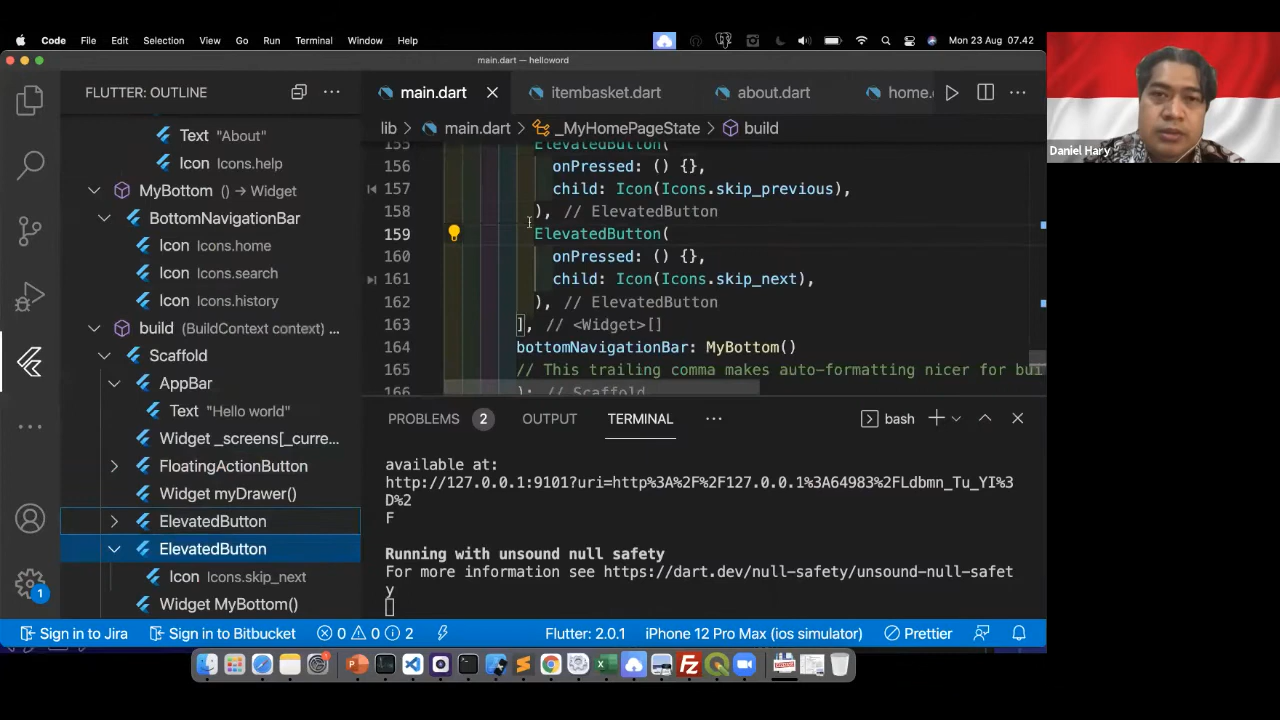 Code File Edit Selection View Go Run Terminal Window Help Mon 23 Aug 07.42
main.dart — helloword
FLUTTER: OUTLINE
Text "About"
Icon Icons.help
MyBottom () → Widget
BottomNavigationBar
Icon Icons.home
Icon Icons.search
Icon Icons.history
build (BuildContext context) ...
Scaffold
AppBar
Text "Hello world"
Widget _screens[_curre...
FloatingActionButton
Widget myDrawer()
ElevatedButton
ElevatedButton
Icon Icons.skip_next
Widget MyBottom()
1
main.dart itembasket.dart about.dart home.
lib > main.dart > _MyHomePageState > build
155 ElevatedButton(
156 onPressed: () {},
157 child: Icon(Icons.skip_previous),
158 ), // ElevatedButton
159 ElevatedButton(
160 onPressed: () {},
161 child: Icon(Icons.skip_next),
162 ), // ElevatedButton
163 ], // <Widget>[]
164 bottomNavigationBar: MyBottom()
165 // This trailing comma makes auto-formatting nicer for bui
166 ); // Scaffold
PROBLEMS 2 OUTPUT TERMINAL ... bash
available at:
http://127.0.0.1:9101?uri=http%3A%2F%2F127.0.0.1%3A64983%2FLdbmn_Tu_YI%3
D%2
F
Running with unsound null safety
For more information see https://dart.dev/null-safety/unsound-null-safet
y
Sign in to Jira Sign in to Bitbucket 0 0 2 Flutter: 2.0.1 iPhone 12 Pro Max (ios simulator) Prettier
Daniel Hary